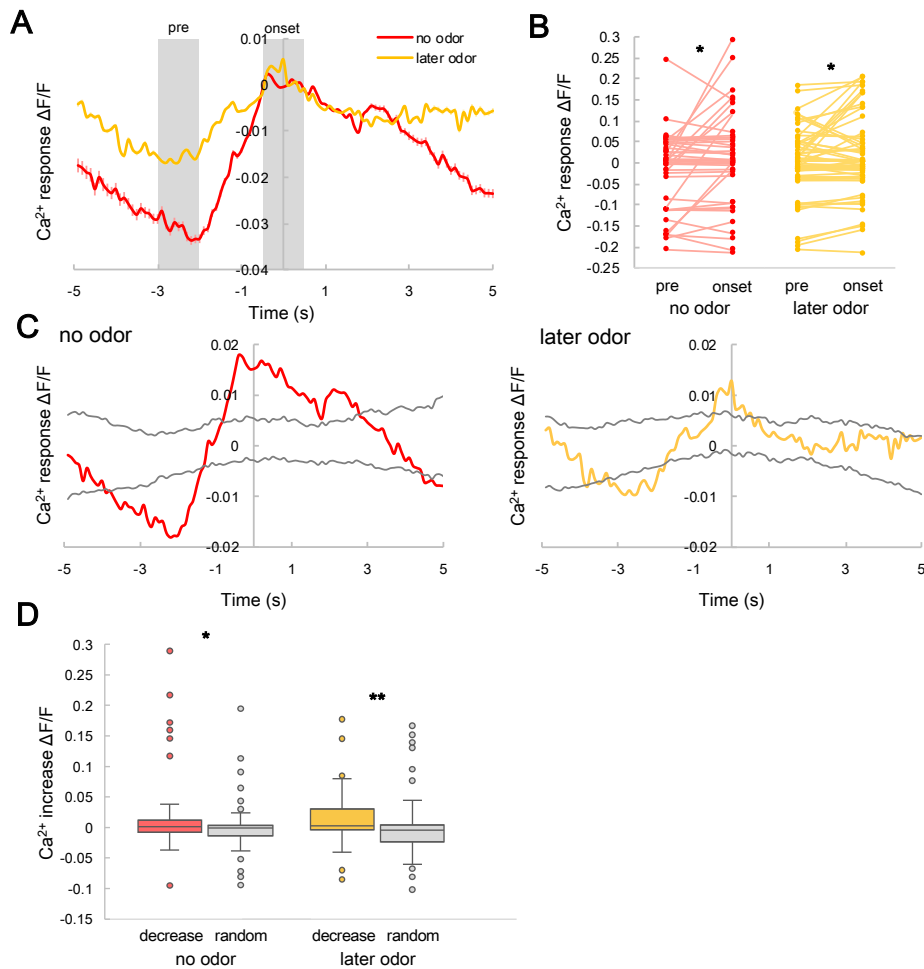 A
pre
onset
0.01
no odor
later odor
0
-0.01
-0.02
-0.03
-0.04
Ca²⁺ response ΔF/F
-5
-3
-1
1
3
5
Time (s)
B
*
*
0.3
0.25
0.2
0.15
0.1
0.05
0
-0.05
-0.1
-0.15
-0.2
-0.25
Ca²⁺ response ΔF/F
pre onset pre onset
no odor later odor
C
no odor
0.02
0.01
0
-0.01
-0.02
Ca²⁺ response ΔF/F
-5 -3 -1 1 3 5
Time (s)
later odor
0.02
0.01
0
-0.01
-0.02
Ca²⁺ response ΔF/F
-5 -3 -1 1 3 5
Time (s)
D
*
**
0.3
0.25
0.2
0.15
0.1
0.05
0
-0.05
-0.1
-0.15
Ca²⁺ increase ΔF/F
decrease random decrease random
no odor later odor